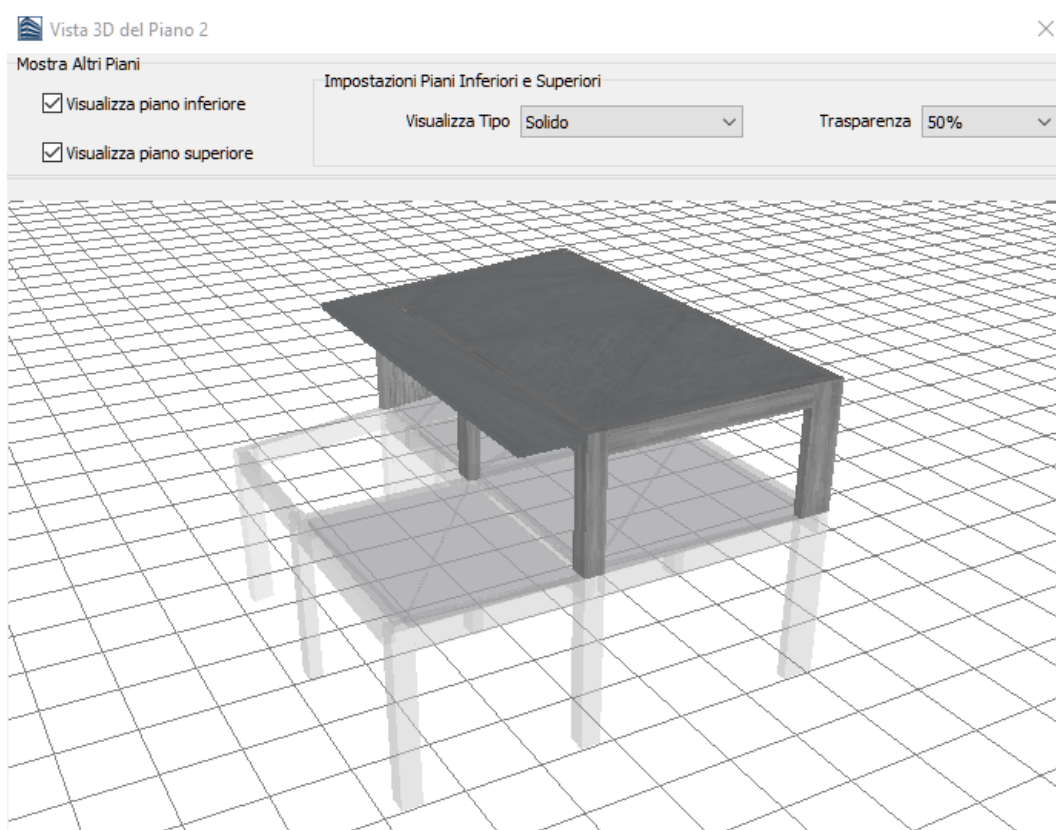 Vista 3D del Piano 2
Mostra Altri Piani
Visualizza piano inferiore
Visualizza piano superiore
Impostazioni Piani Inferiori e Superiori
Visualizza Tipo Solido
Trasparenza 50%